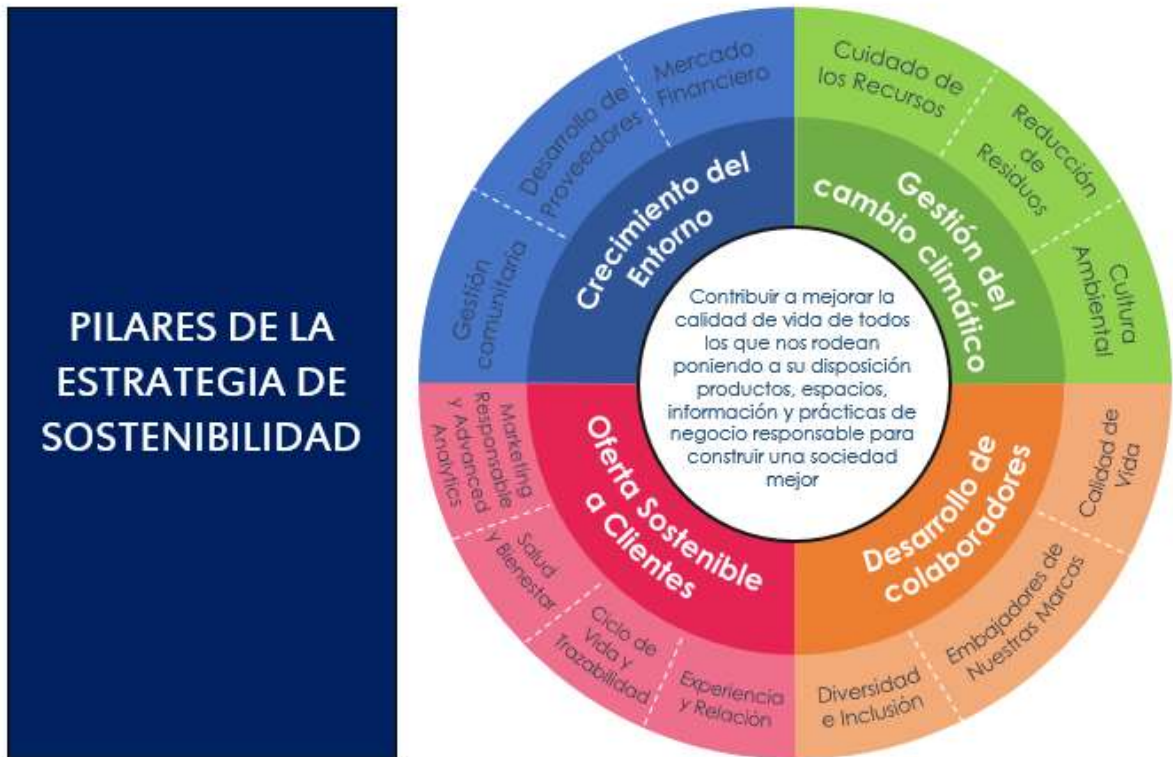 PILARES DE LA
ESTRATEGIA DE
SOSTENIBILIDAD
Mercado
Financiero
Desarrollo de
Proveedores
Gestión
comunitaria
Crecimiento del
Entorno
Cuidado de
los Recursos
Reducción
de
Residuos
Cultura
Ambiental
Gestión del
cambio climático
Contribuir a mejorar la
calidad de vida de todos
los que nos rodean
poniendo a su disposición
productos, espacios,
información y prácticas de
negocio responsable para
construir una sociedad
mejor
Marketing
Responsable
y Advanced
Analytics
Salud
y Bienestar
Ciclo de
Vida y
Trazabilidad
Experiencia
y Relación
Oferta Sostenible
a Clientes
Calidad de
Vida
Embajadores de
Nuestras Marcas
Diversidad
e Inclusión
Desarrollo de
colaboradores